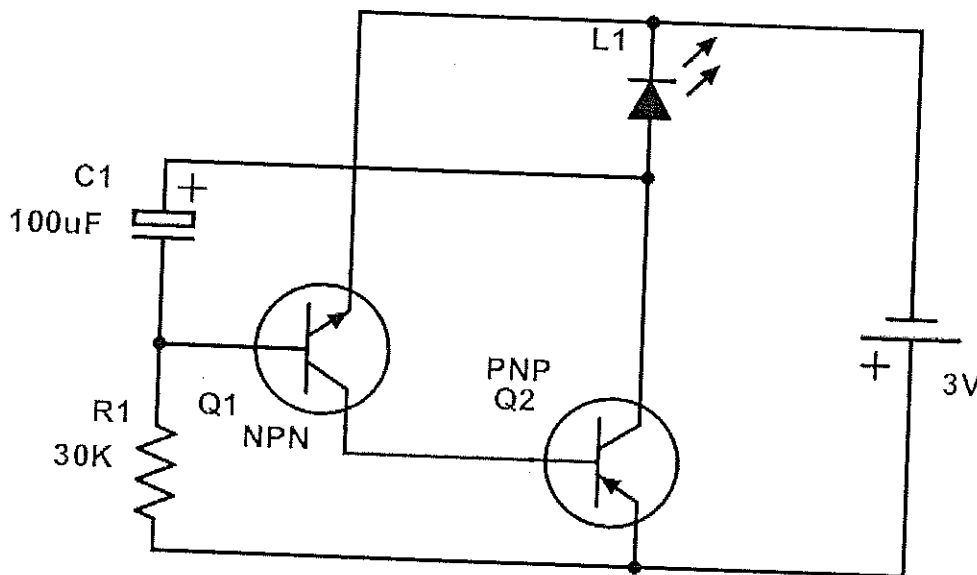 L1
C1
+
100uF
PNP
Q2
+
3V
R1
Q1
NPN
30K